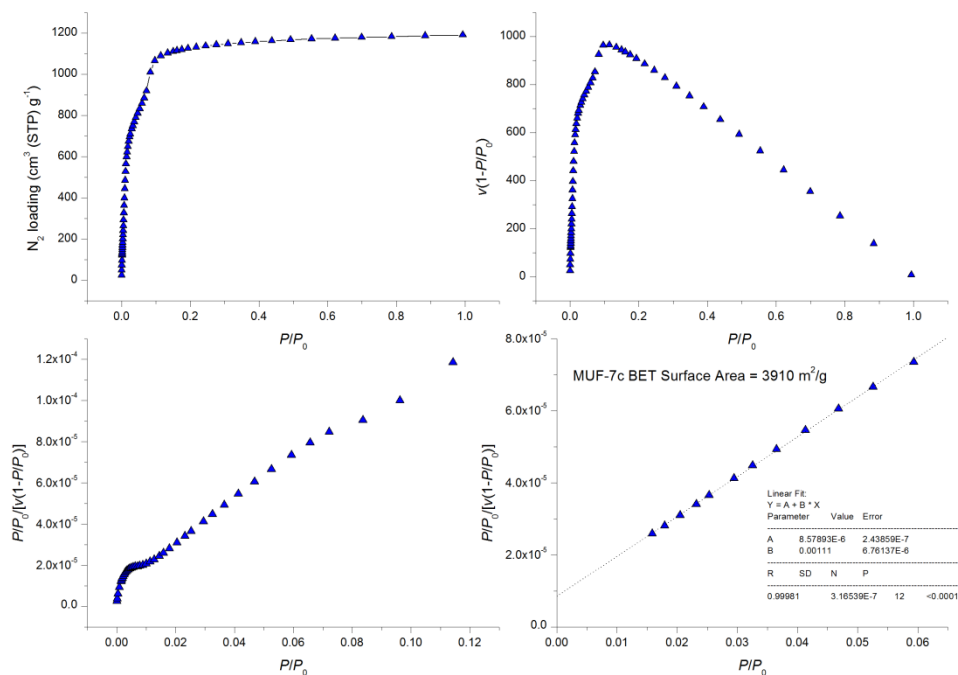 1200
1000
800
600
400
200
0
N₂ loading (cm³ (STP) g⁻¹)
0.0 0.2 0.4 0.6 0.8 1.0
P/P₀
1000
800
600
400
200
0
v(1-P/P₀)
0.0 0.2 0.4 0.6 0.8 1.0
P/P₀
1.2x10⁻⁴
1.0x10⁻⁴
8.0x10⁻⁵
6.0x10⁻⁵
4.0x10⁻⁵
2.0x10⁻⁵
0.0
P/P₀/[v(1-P/P₀)]
0.00 0.02 0.04 0.06 0.08 0.10 0.12
P/P₀
8.0x10⁻⁵
6.0x10⁻⁵
4.0x10⁻⁵
2.0x10⁻⁵
0.0
P/P₀/[v(1-P/P₀)]
MUF-7c BET Surface Area = 3910 m²/g
Linear Fit:
Y = A + B * X
Parameter Value Error
A 8.57893E-6 2.43859E-7
B 0.00111 6.76137E-6
R SD N P
0.99981 3.16539E-7 12 <0.0001
0.00 0.01 0.02 0.03 0.04 0.05 0.06
P/P₀